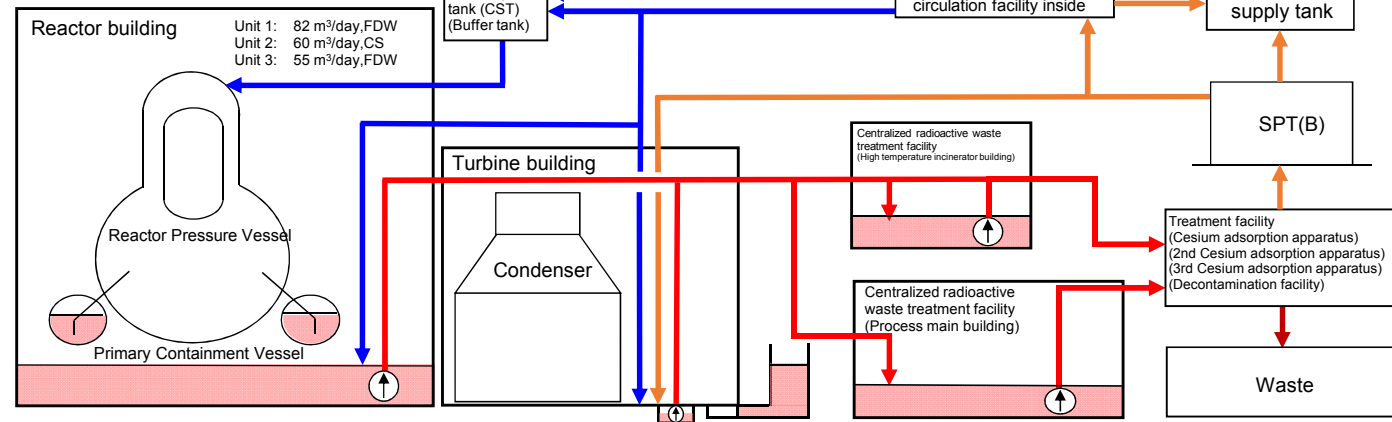 tank (CST)
(Buffer tank)
circulation facility inside
supply tank
Reactor building
Unit 1: 82 m³/day,FDW
Unit 2: 60 m³/day,CS
Unit 3: 55 m³/day,FDW
SPT(B)
Centralized radioactive waste
treatment facility
(High temperature incinerator building)
Turbine building
Reactor Pressure Vessel
Condenser
Treatment facility
(Cesium adsorption apparatus)
(2nd Cesium adsorption apparatus)
(3rd Cesium adsorption apparatus)
(Decontamination facility)
Centralized radioactive
waste treatment facility
(Process main building)
Primary Containment Vessel
Waste